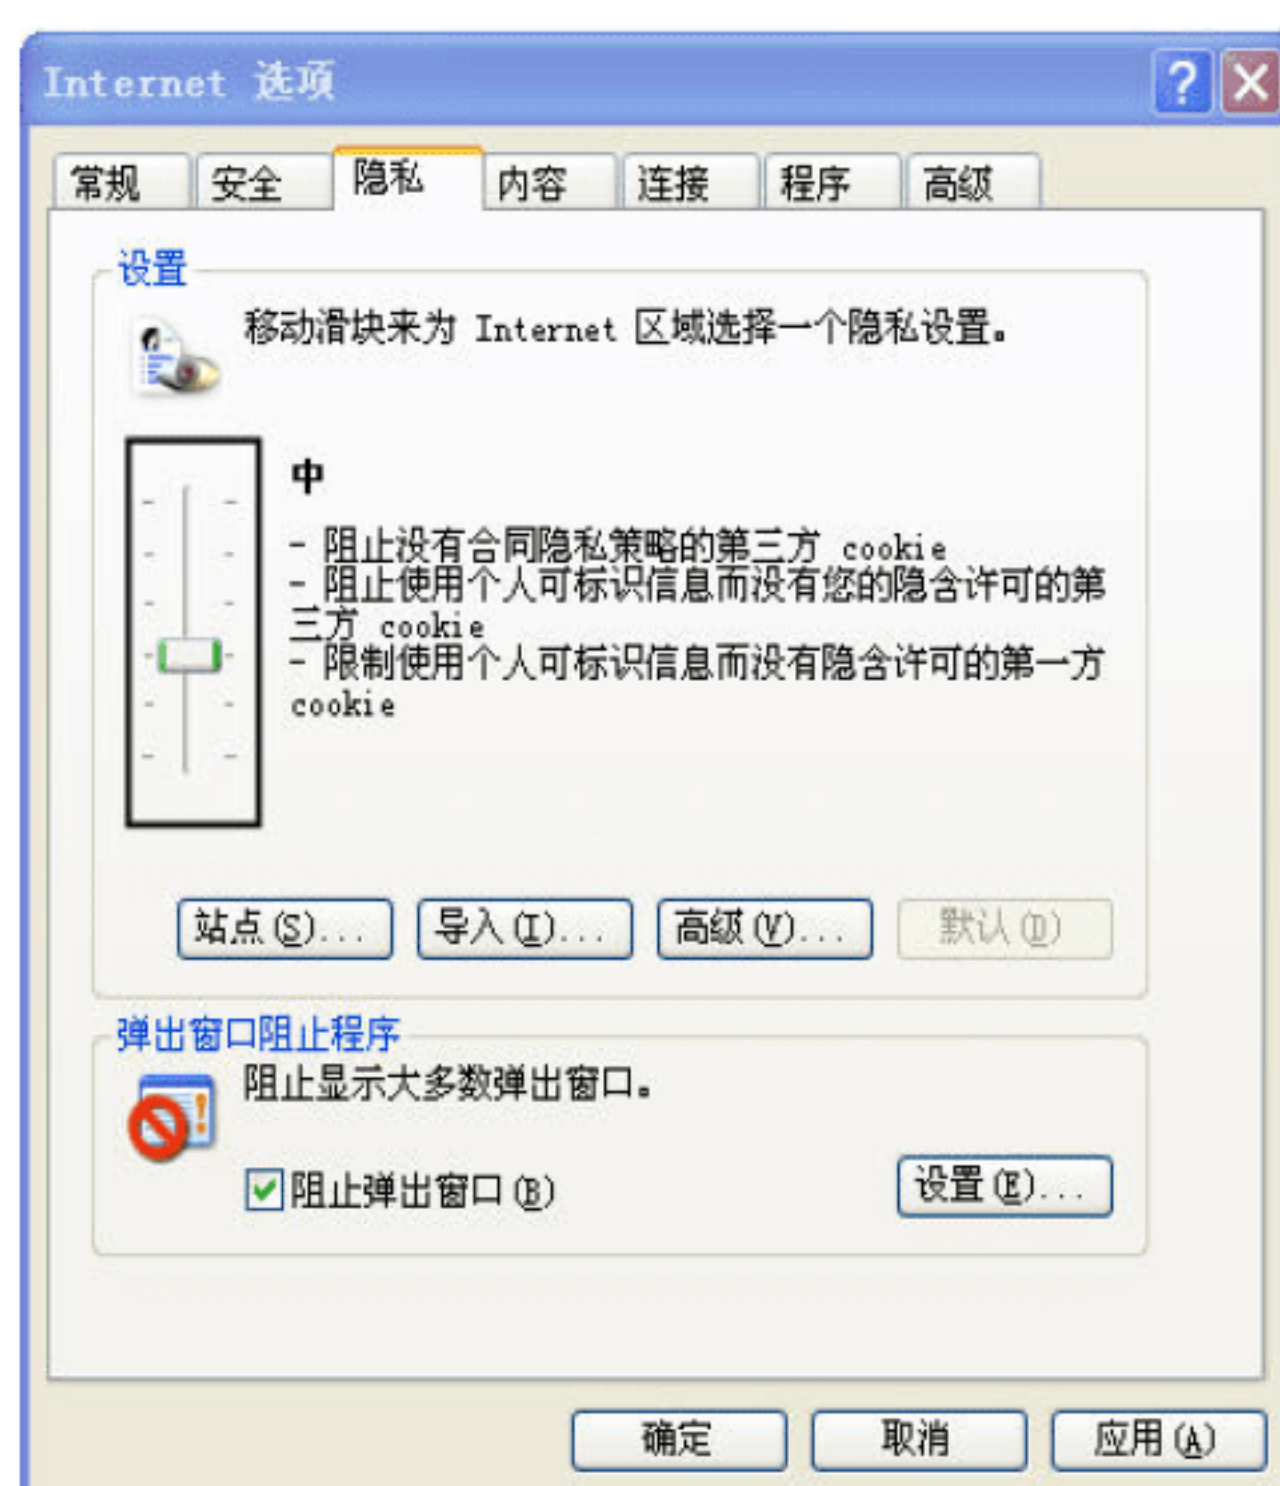 Internet 选项
常规 安全 隐私 内容 连接 程序 高级
设置
移动滑块来为 Internet 区域选择一个隐私设置。
中
- 阻止没有合同隐私策略的第三方 cookie
- 阻止使用个人可标识信息而没有您的隐含许可的第
三方 cookie
- 限制使用个人可标识信息而没有隐含许可的第一方
cookie
站点(S)... 导入(I)... 高级(V)... 默认(D)
弹出窗口阻止程序
阻止显示大多数弹出窗口。
阻止弹出窗口(B) 设置(E)...
确定 取消 应用(A)